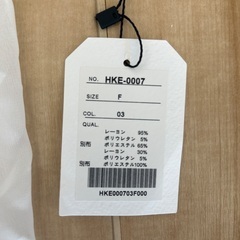 NO. HKE-0007
SIZE F
COL. 03
QUAL.
レーヨン 95%
ポリウレタン 5%
別布 ポリエステル 65%
レーヨン 30%
ポリウレタン 5%
別布 ポリエステル100%
HKE000703F000